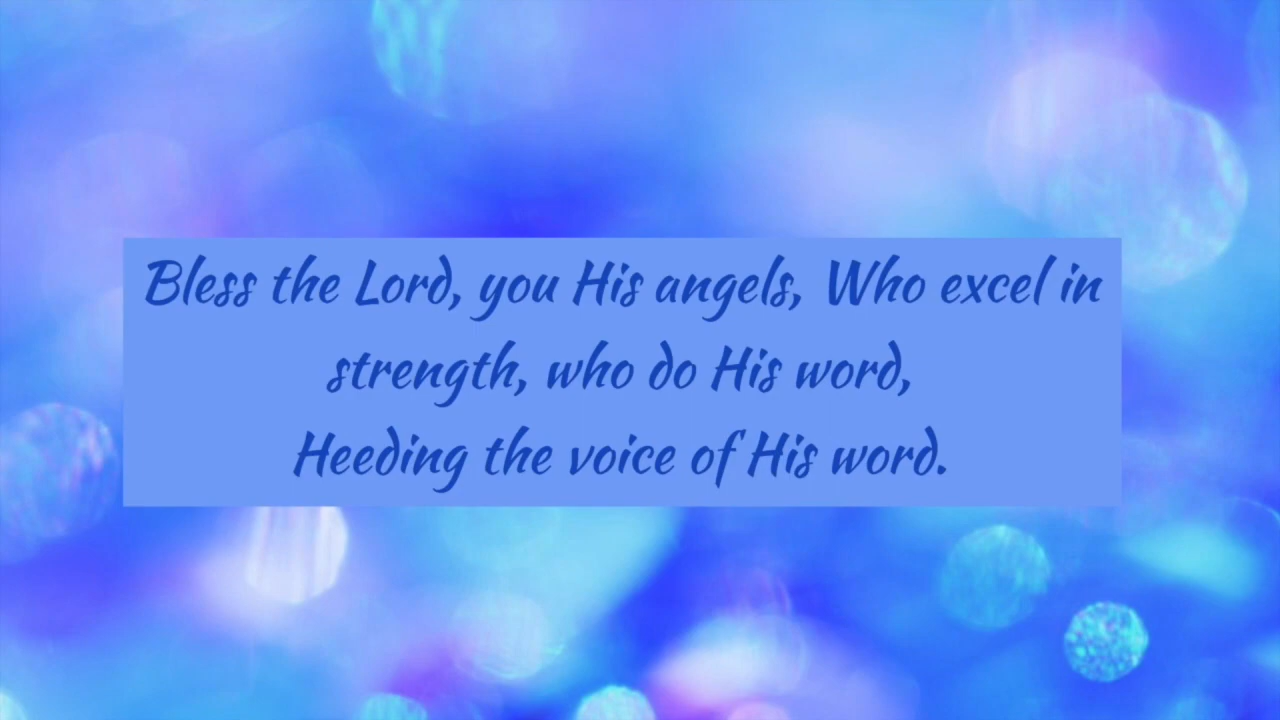 Bless the Lord, you His angels, Who excel in
strength, who do His word,
Heeding the voice of His word.